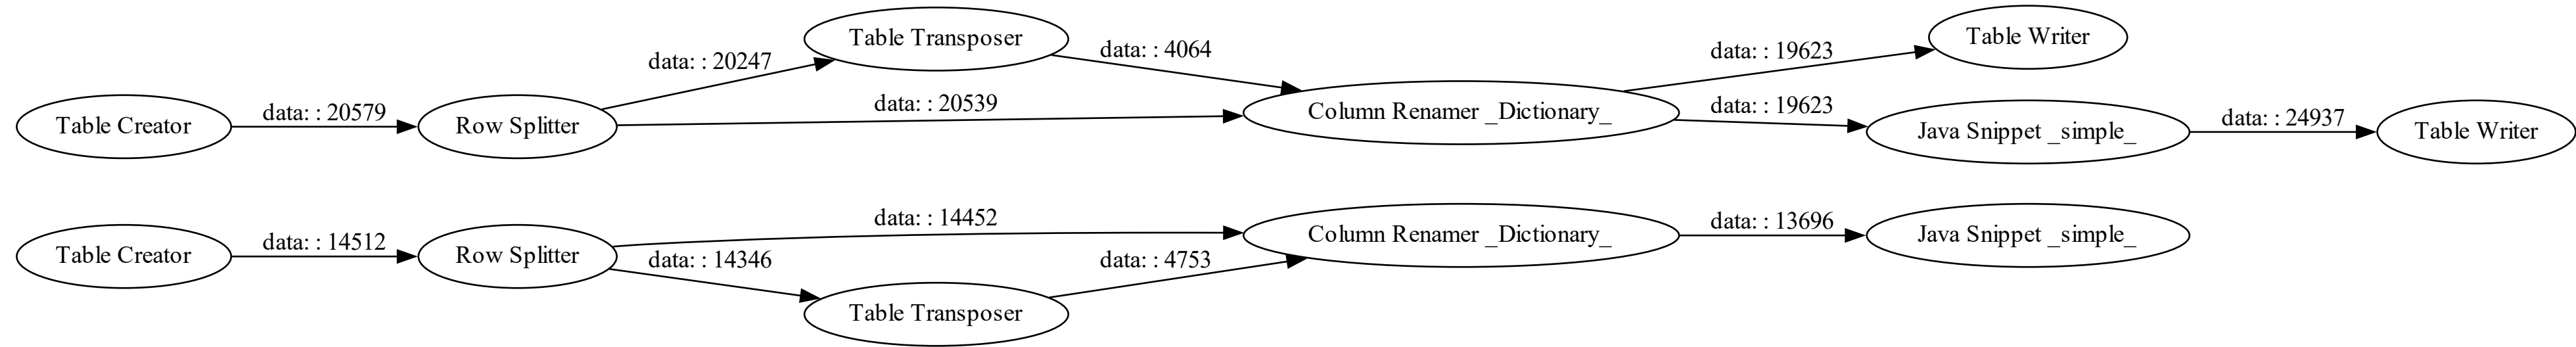 Table Creator
data: : 20579
Row Splitter
data: : 20247
Table Transposer
data: : 4064
data: : 20539
Column Renamer _Dictionary_
data: : 19623
Table Writer
data: : 19623
Java Snippet _simple_
data: : 24937
Table Writer
Table Creator
data: : 14512
Row Splitter
data: : 14452
data: : 14346
Table Transposer
data: : 4753
Column Renamer _Dictionary_
data: : 13696
Java Snippet _simple_